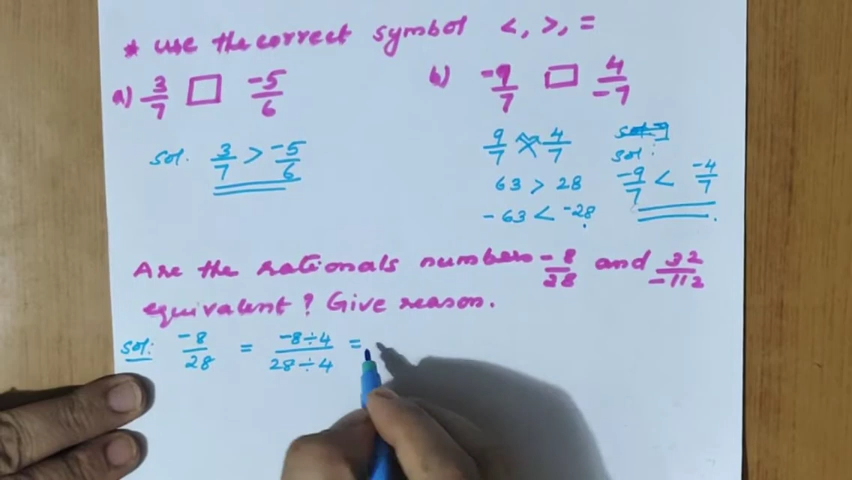 * use the correct symbol <, >, =
a) 3/7 □ -5/6
b) -9/7 □ 4/-7
sol. 3/7 > -5/6
9/7 4/7
63 > 28
-63 < -28.
sol:
-9/7 < -4/7
Are the rationals numbers -8/28 and 32/-112
equivalent? Give reason.
sol: -8/28 = -8÷4/28÷4 =